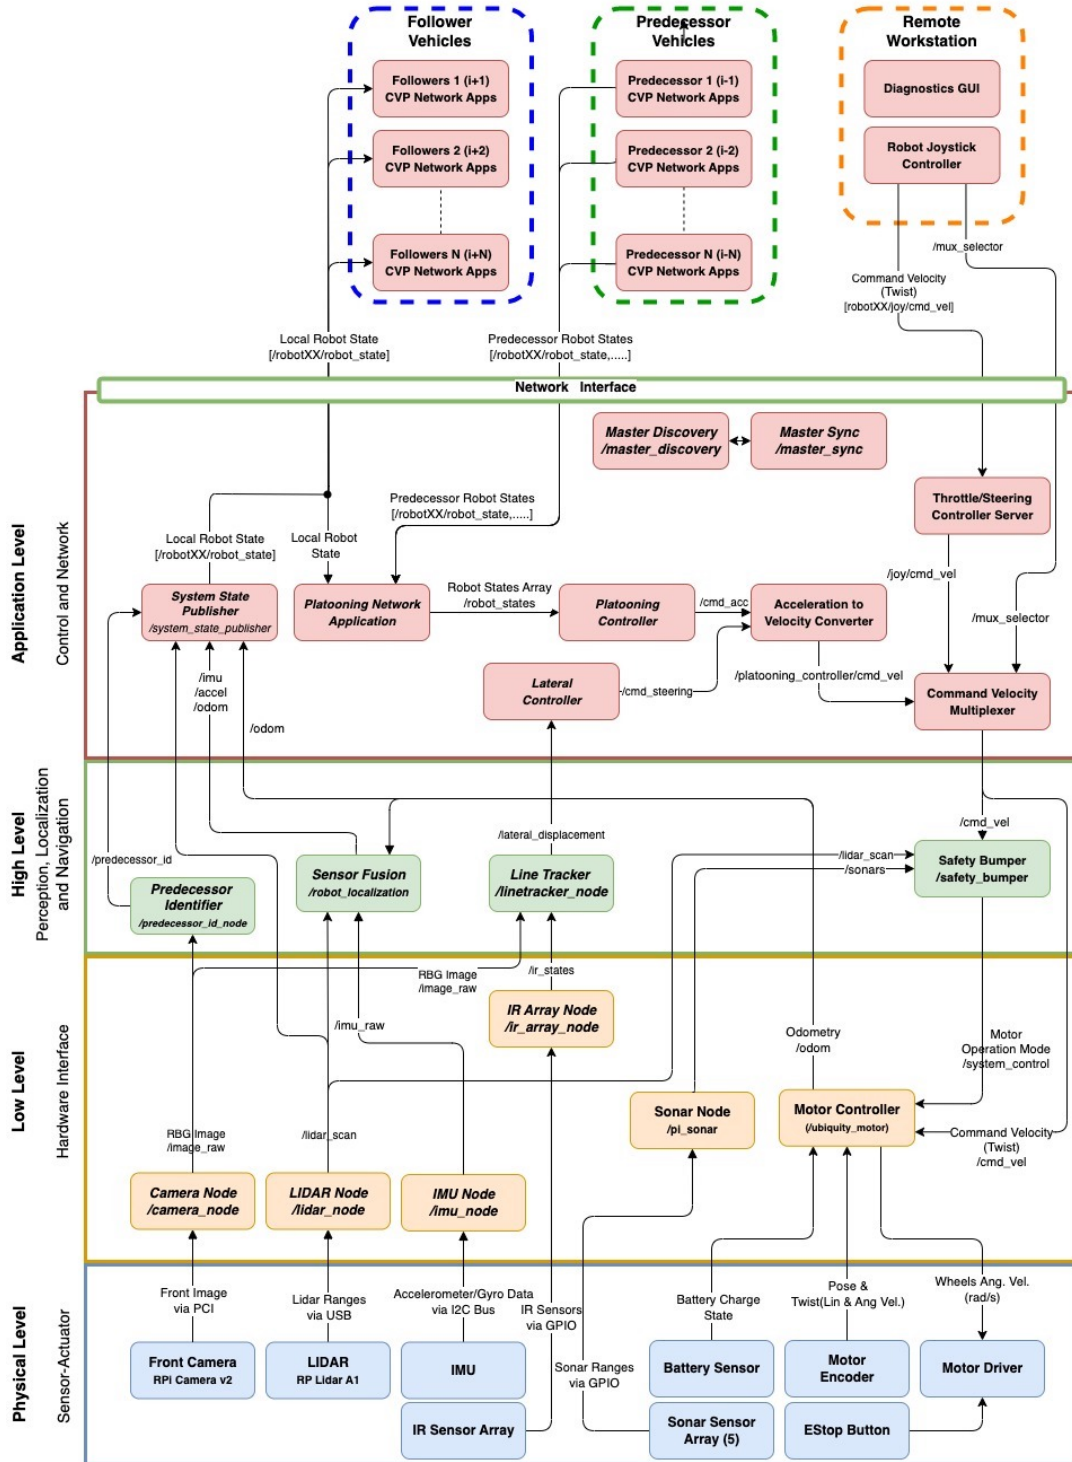 Follower
Vehicles
Predecessor
Vehicles
Remote
Workstation
Followers 1 (i+1)
CVP Network Apps
Predecessor 1 (i-1)
CVP Network Apps
Diagnostics GUI
Followers 2 (i+2)
CVP Network Apps
Predecessor 2 (i-2)
CVP Network Apps
Robot Joystick
Controller
Followers N (i+N)
CVP Network Apps
Predecessor N (i-N)
CVP Network Apps
/mux_selector
Command Velocity
(Twist)
[robotXX/joy/cmd_vel]
Local Robot State
[/robotXX/robot_state]
Predecessor Robot States
[/robotXX/robot_state,.....]
Network Interface
Application Level
Control and Network
Master Discovery
/master_discovery
Master Sync
/master_sync
Throttle/Steering
Controller Server
Predecessor Robot States
[/robotXX/robot_state,.....]
Local Robot State
[/robotXX/robot_state]
Local Robot
State
/joy/cmd_vel
System State
Publisher
/system_state_publisher
Platooning Network
Application
Robot States Array
/robot_states
Platooning
Controller
/cmd_acc
Acceleration to
Velocity Converter
/mux_selector
/imu
/accel
/odom
/odom
Lateral
Controller
/cmd_steering
/platooning_controller/cmd_vel
Command Velocity
Multiplexer
High Level
Perception, Localization
and Navigation
/predecessor_id
/lateral_displacement
/cmd_vel
/lidar_scan
/sonars
Predecessor
Identifier
/predecessor_id_node
Sensor Fusion
/robot_localization
Line Tracker
/linetracker_node
Safety Bumper
/safety_bumper
Low Level
Hardware Interface
RBG Image
/image_raw
/ir_states
IR Array Node
/ir_array_node
/imu_raw
Odometry
/odom
Motor
Operation Mode
/system_control
Sonar Node
/pi_sonar
Motor Controller
(/ubiquity_motor)
Command Velocity
(Twist)
/cmd_vel
RBG Image
/image_raw
/lidar_scan
Camera Node
/camera_node
LIDAR Node
/lidar_node
IMU Node
/imu_node
Physical Level
Sensor-Actuator
Front Image
via PCI
Lidar Ranges
via USB
Accelerometer/Gyro Data
via I2C Bus
IR Sensors
via GPIO
Battery Charge
State
Pose &
Twist(Lin & Ang Vel.)
Wheels Ang. Vel.
(rad/s)
Front Camera
RPi Camera v2
LIDAR
RP Lidar A1
IMU
Sonar Ranges
via GPIO
Battery Sensor
Motor
Encoder
Motor Driver
IR Sensor Array
Sonar Sensor
Array (5)
EStop Button